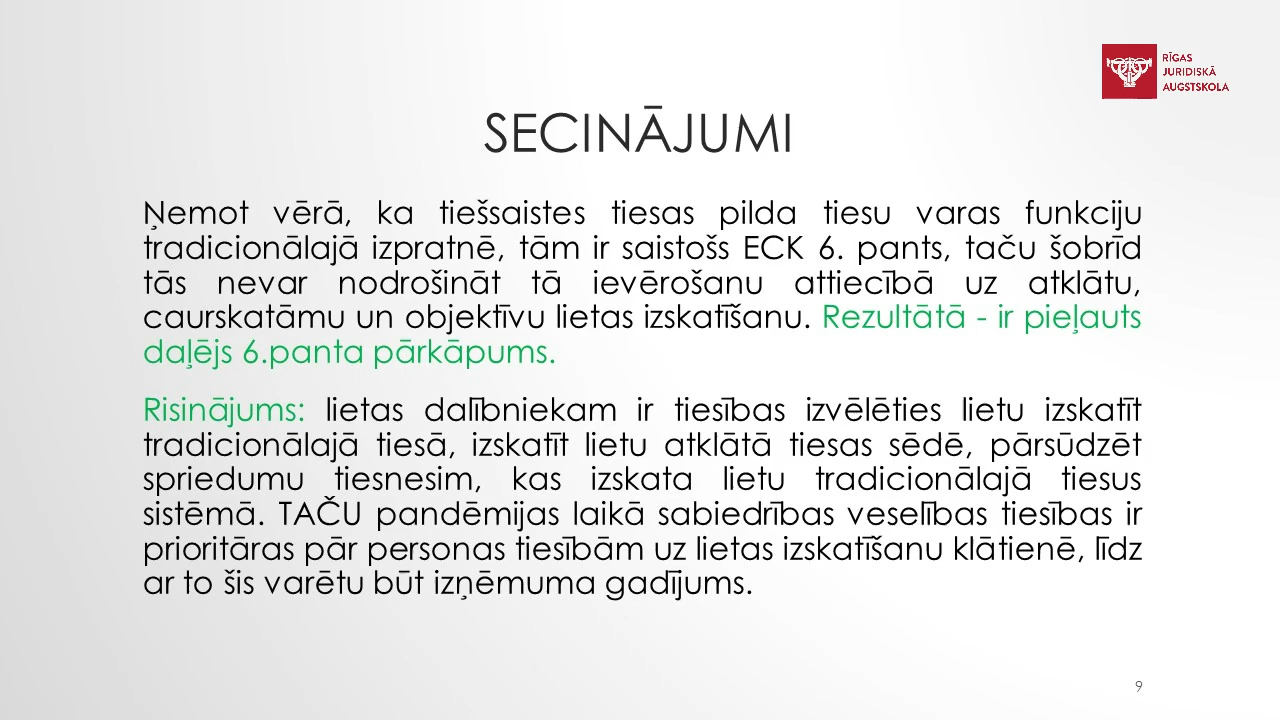 RĪGAS
JURIDISKĀ
AUGSTSKOLA
SECINĀJUMI
Ņemot vērā, ka tiešsaistes tiesas pilda tiesu varas funkciju
tradicionālajā izpratnē, tām ir saistošs ECK 6. pants, taču šobrīd
tās nevar nodrošināt tā ievērošanu attiecībā uz atklātu,
caurskatāmu un objektīvu lietas izskatīšanu. Rezultātā - ir pieļauts
daļējs 6.panta pārkāpums.
Risinājums: lietas dalībniekam ir tiesības izvēlēties lietu izskatīt
tradicionālajā tiesā, izskatīt lietu atklātā tiesas sēdē, pārsūdzēt
spriedumu tiesnesim, kas izskata lietu tradicionālajā tiesus
sistēmā. TAČU pandēmijas laikā sabiedrības veselības tiesības ir
prioritāras pār personas tiesībām uz lietas izskatīšanu klātienē, līdz
ar to šis varētu būt izņēmuma gadījums.
9